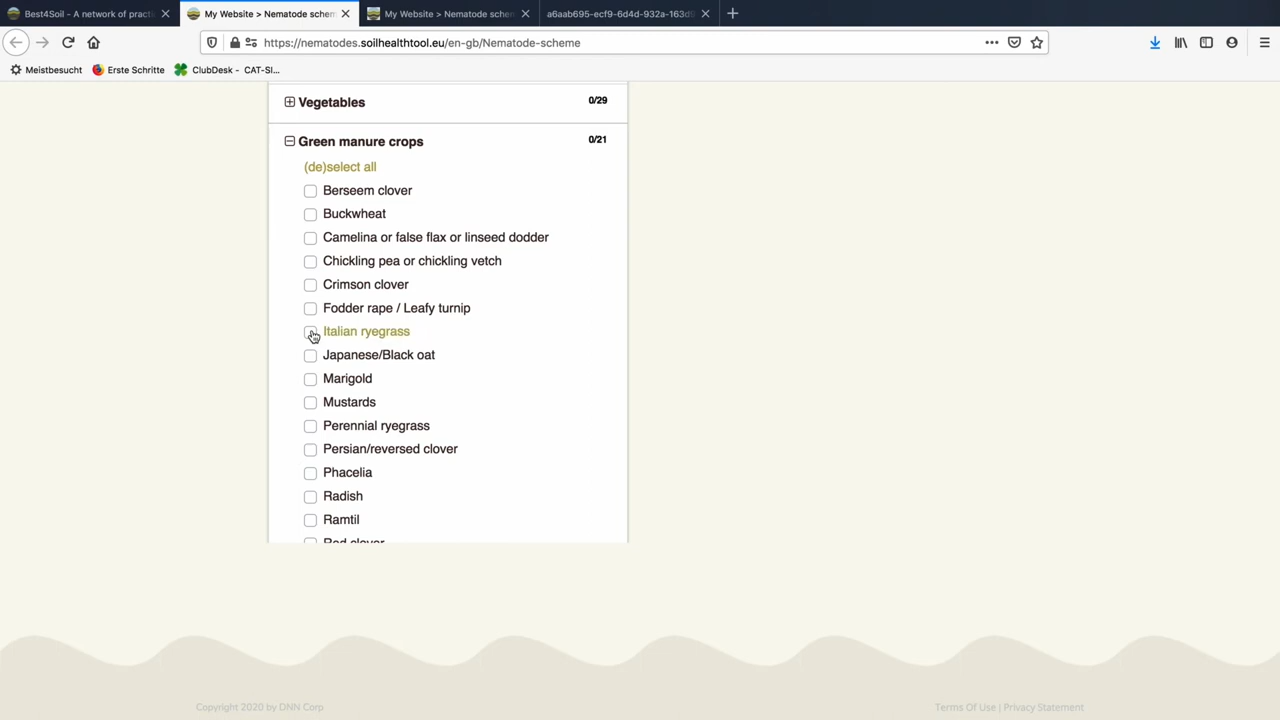 Best4Soil - A network of practi
My Website > Nematode schem
My Website > Nematode schem
a6aab695-ecf9-6d4d-932a-163d9
https://nematodes.soilhealthtool.eu/en-gb/Nematode-scheme
Meistbesucht
Erste Schritte
ClubDesk - CAT-SI...
Vegetables 0/29
Green manure crops 0/21
(de)select all
Berseem clover
Buckwheat
Camelina or false flax or linseed dodder
Chickling pea or chickling vetch
Crimson clover
Fodder rape / Leafy turnip
Italian ryegrass
Japanese/Black oat
Marigold
Mustards
Perennial ryegrass
Persian/reversed clover
Phacelia
Radish
Ramtil
Red clover
Copyright 2020 by DNN Corp
Terms Of Use | Privacy Statement